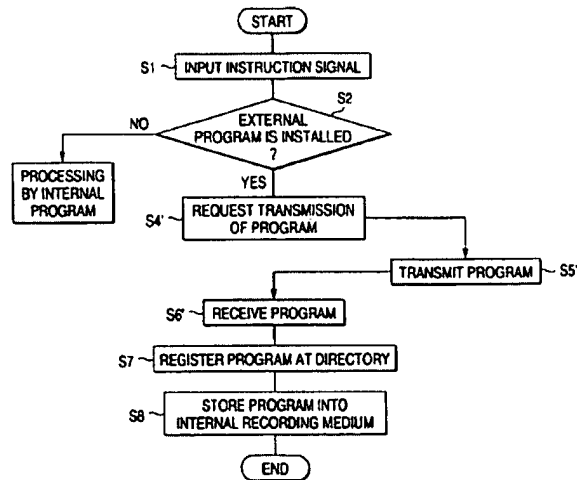 START
S1 INPUT INSTRUCTION SIGNAL
S2
EXTERNAL
PROGRAM IS INSTALLED
?
NO
YES
PROCESSING
BY INTERNAL
PROGRAM
S4' REQUEST TRANSMISSION
OF PROGRAM
TRANSMIT PROGRAM S5'
S6' RECEIVE PROGRAM
S7 REGISTER PROGRAM AT DIRECTORY
S8 STORE PROGRAM INTO
INTERNAL RECORDING MEDIUM
END